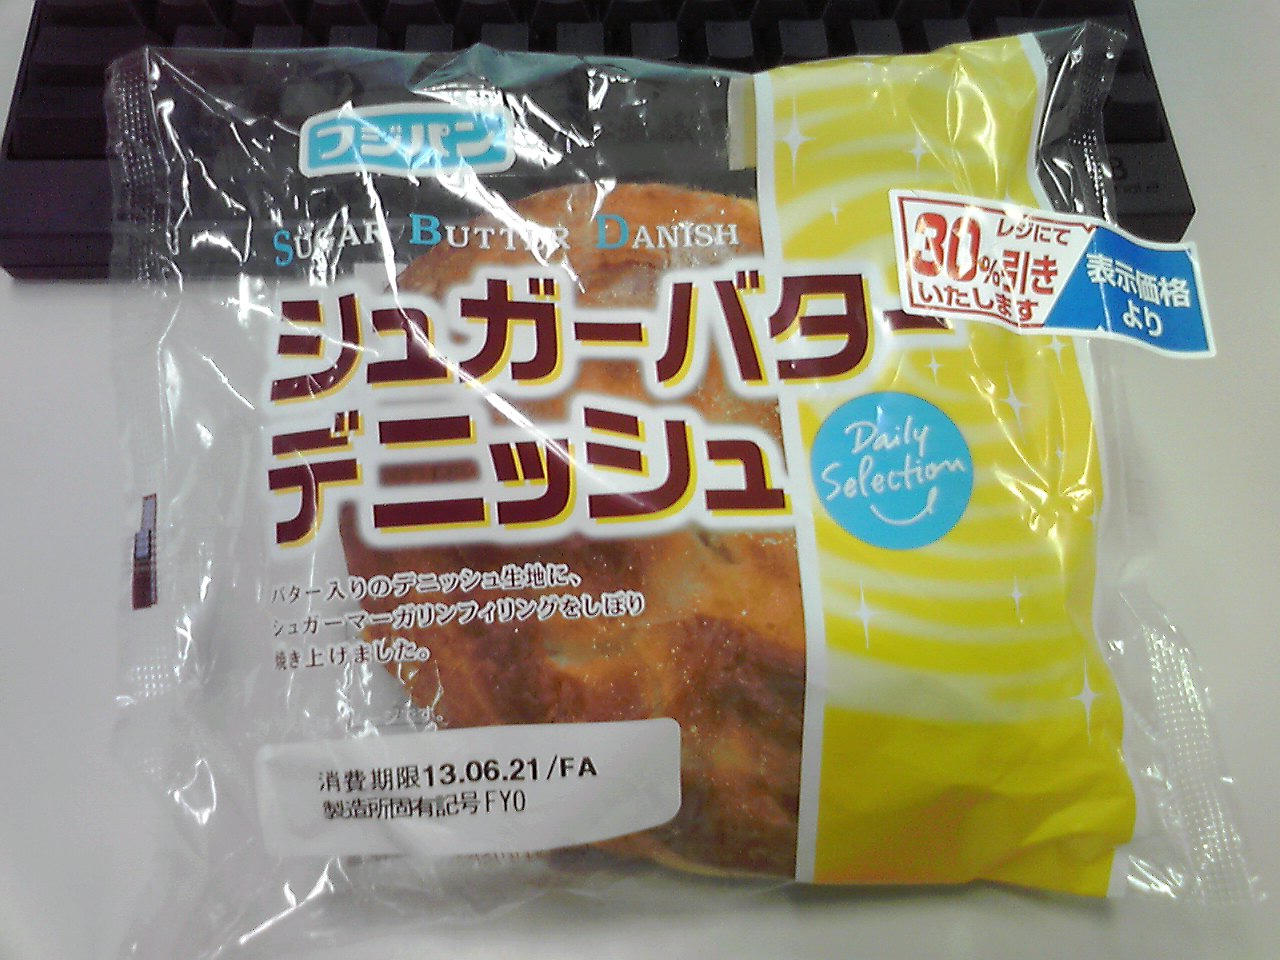 フジパン
SUGAR BUTTER DANISH
シュガーバター
デニッシュ
レジにて
30%引き
いたします
表示価格
より
Daily
Selection
バター入りのデニッシュ生地に、
シュガーマーガリンフィリングをしぼり
焼き上げました。
です。
消費期限13.06.21/FA
製造所固有記号FY0